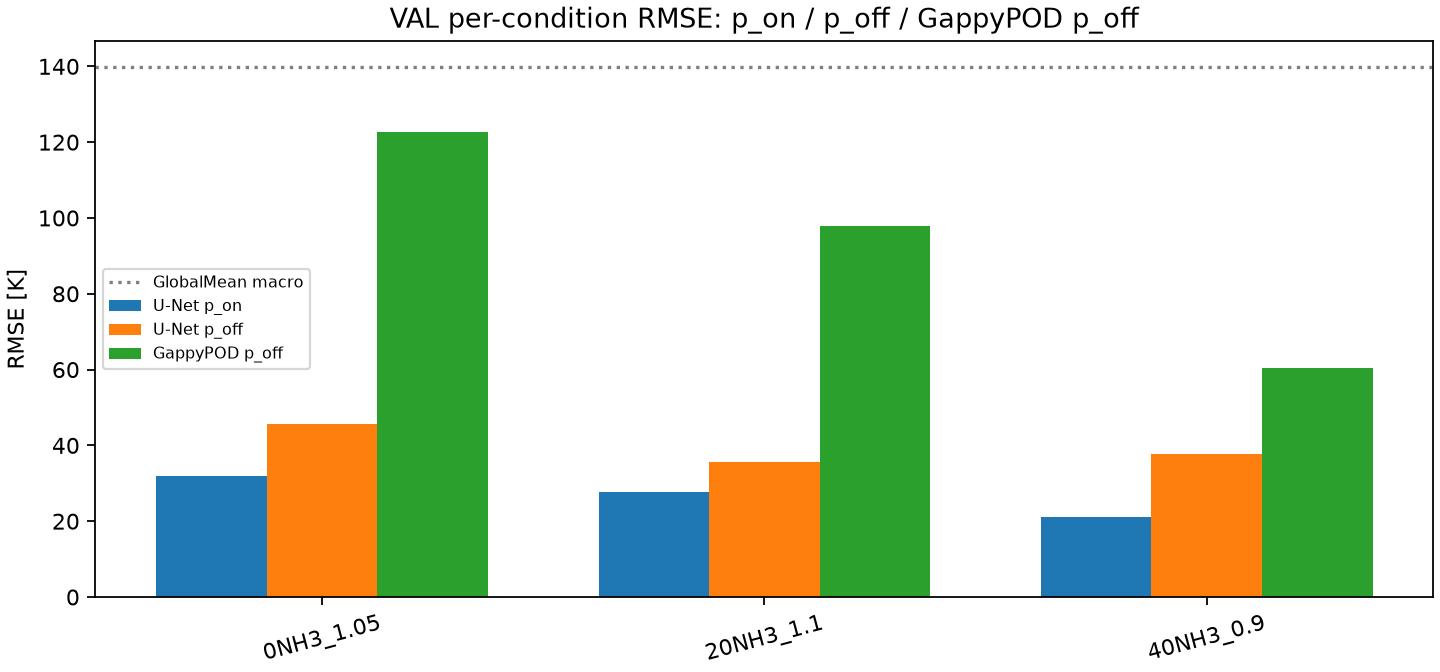 VAL per-condition RMSE: p_on / p_off / GappyPOD p_off
RMSE [K]
140
120
100
80
60
40
20
0
GlobalMean macro
U-Net p_on
U-Net p_off
GappyPOD p_off
0NH3_1.05
20NH3_1.1
40NH3_0.9